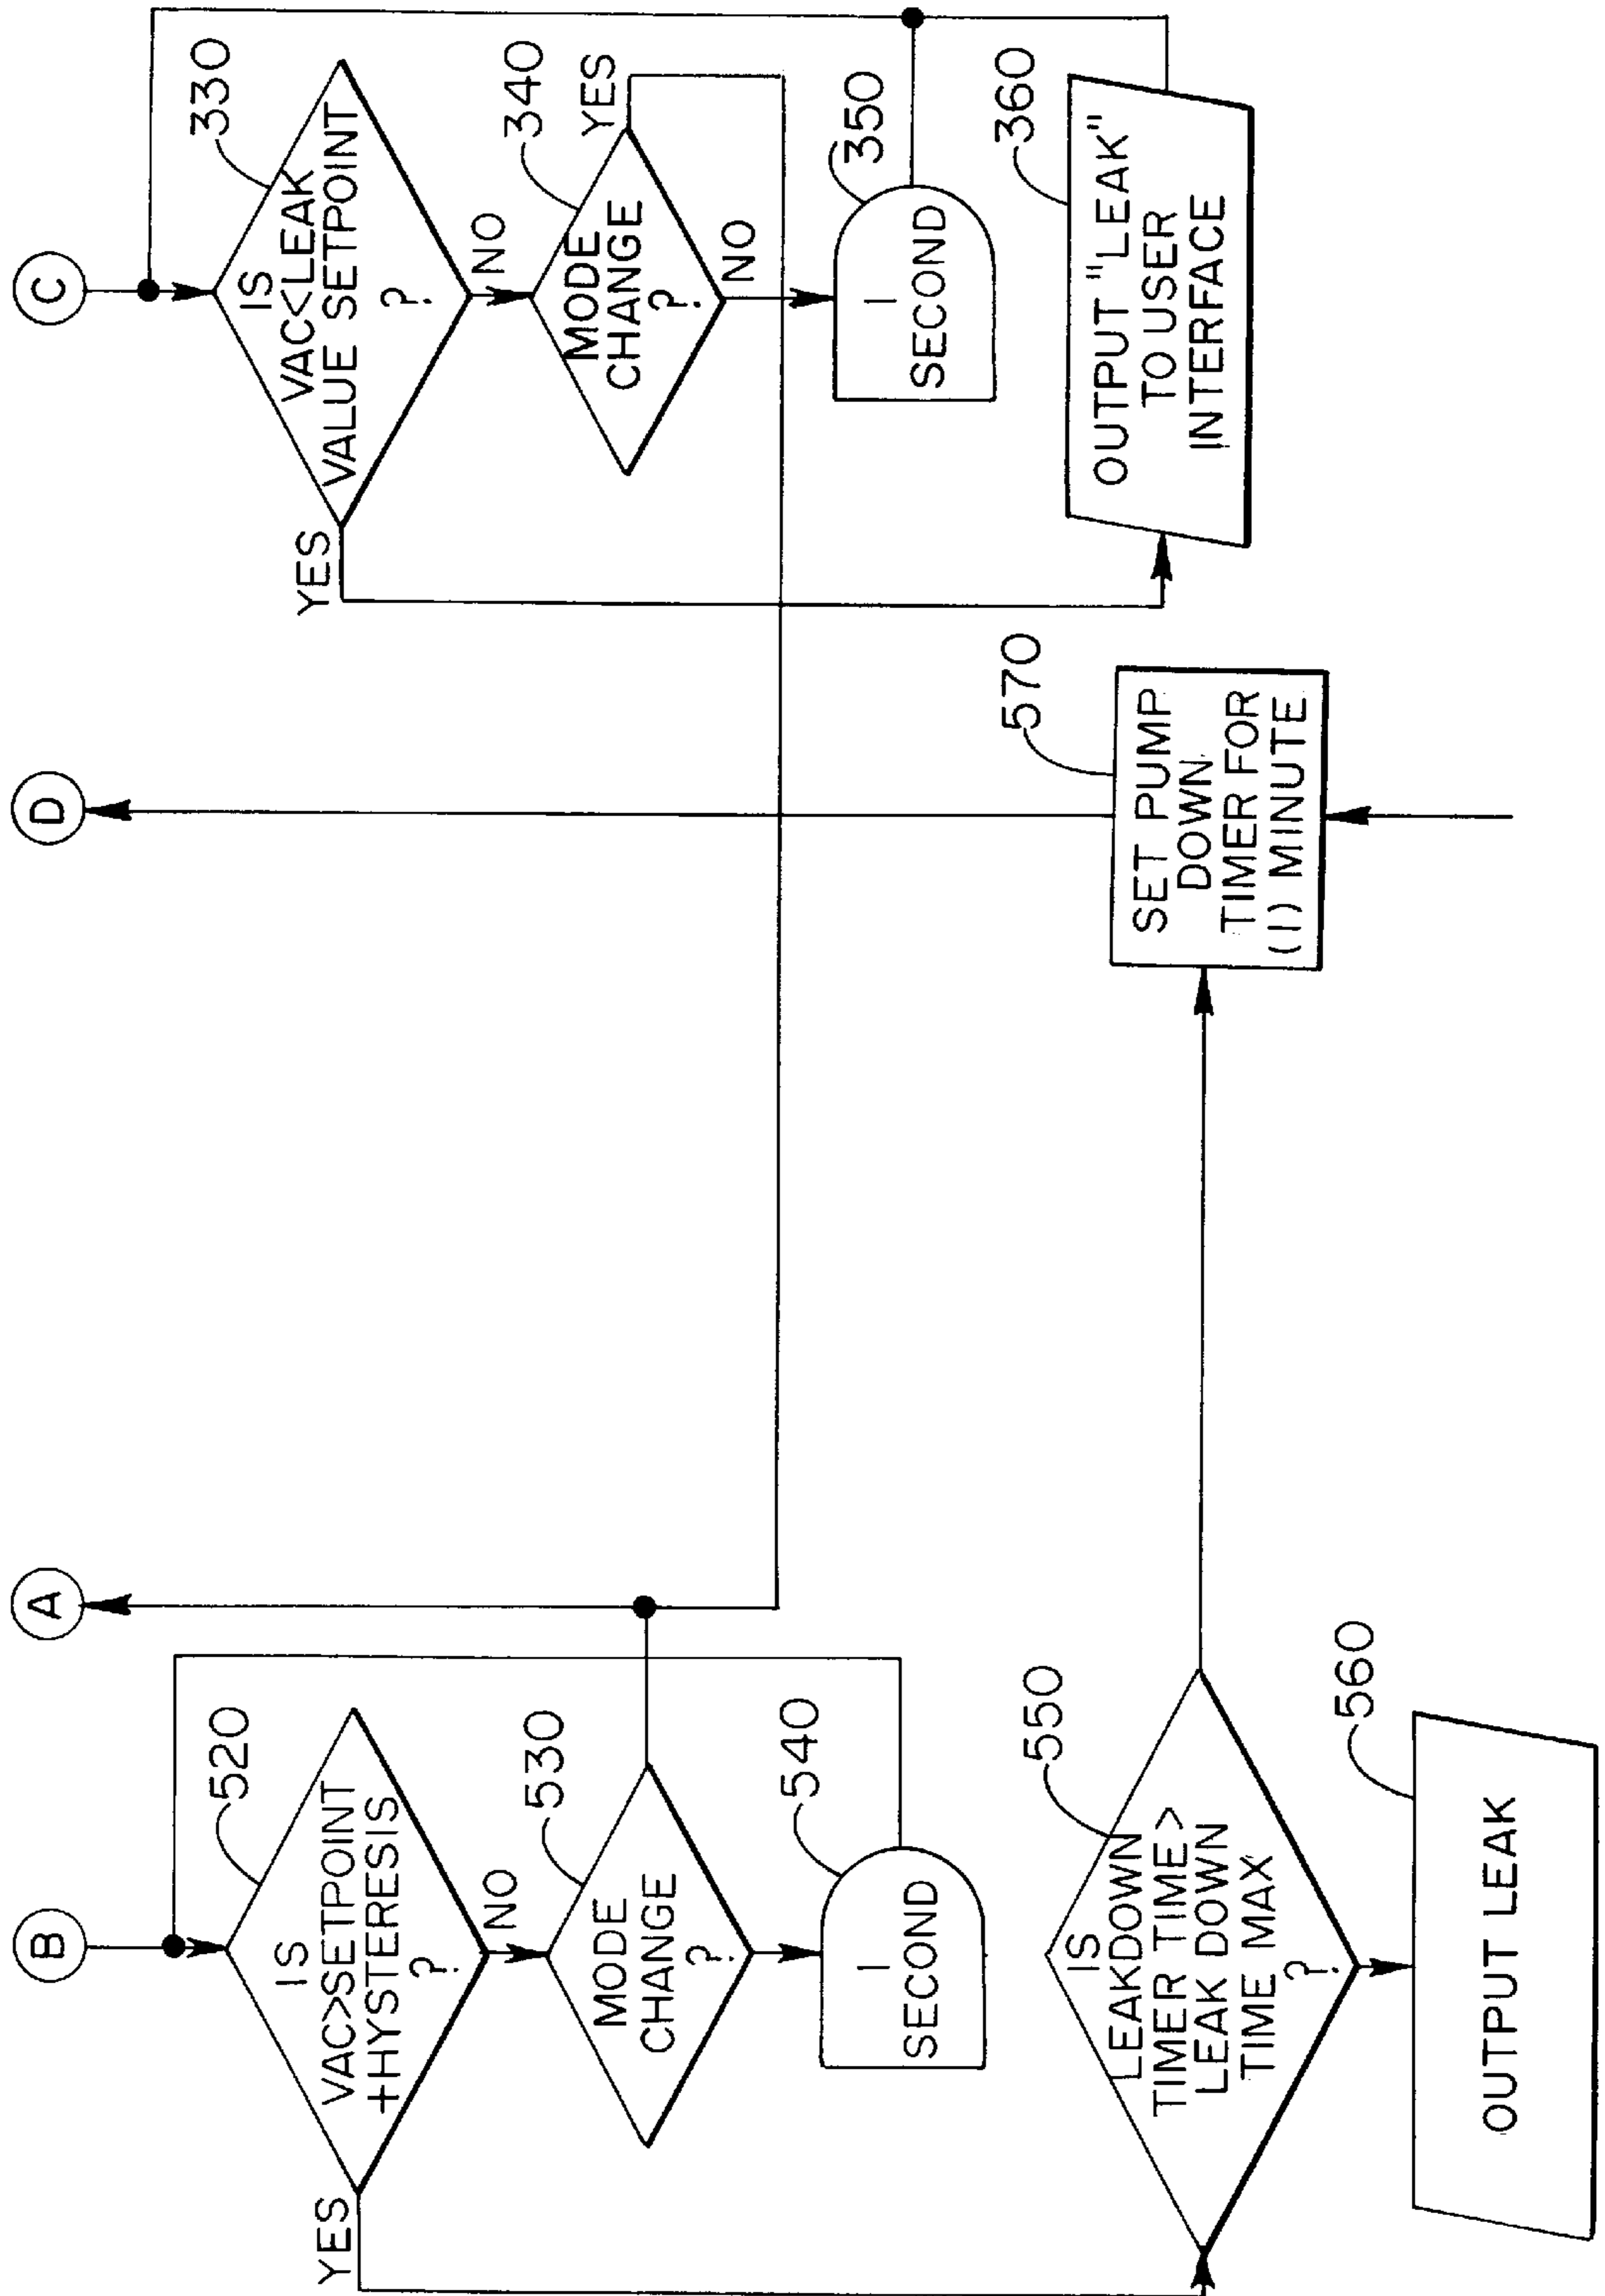 B
IS
VAC>SETPOINT
+HYSTERESIS
?
520
YES
NO
MODE
CHANGE
?
530
1
SECOND
540
IS
LEAKDOWN
TIMER TIME>
LEAK DOWN
TIME MAX
?
550
OUTPUT LEAK
560
A
D
SET PUMP
DOWN
TIMER FOR
(1) MINUTE
570
C
IS
VAC<LEAK
VALUE SETPOINT
?
330
YES
NO
MODE
CHANGE
?
340
YES
NO
1
SECOND
350
OUTPUT "LEAK"
TO USER
INTERFACE
360